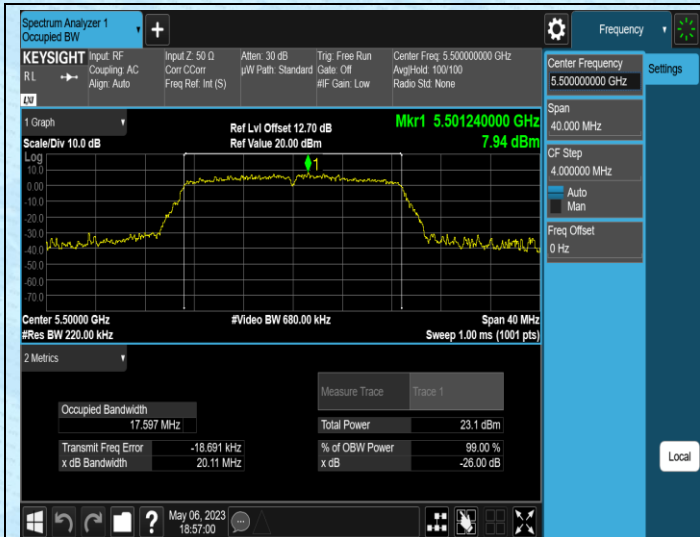 Spectrum Analyzer 1
Occupied BW
+
Frequency
KEYSIGHT
RL
LXI
Input: RF
Coupling: AC
Align: Auto
Input Z: 50 Ω
Corr CCorr
Freq Ref: Int (S)
Atten: 30 dB
µW Path: Standard
Trig: Free Run
Gate: Off
#IF Gain: Low
Center Freq: 5.500000000 GHz
Avg|Hold: 100/100
Radio Std: None
Center Frequency
5.500000000 GHz
Settings
Span
40.000 MHz
CF Step
4.000000 MHz
Auto
Man
Freq Offset
0 Hz
Local
1 Graph
Scale/Div 10.0 dB
Ref Lvl Offset 12.70 dB
Ref Value 20.00 dBm
Mkr1 5.501240000 GHz
7.94 dBm
Log
10.0
0.00
-10.0
-20.0
-30.0
-40.0
-50.0
-60.0
-70.0
1
Center 5.50000 GHz
#Res BW 220.00 kHz
#Video BW 680.00 kHz
Span 40 MHz
Sweep 1.00 ms (1001 pts)
2 Metrics
Measure Trace Trace 1
Occupied Bandwidth
17.597 MHz
Total Power 23.1 dBm
Transmit Freq Error -18.691 kHz
x dB Bandwidth 20.11 MHz
% of OBW Power 99.00 %
x dB -26.00 dB
?
May 06, 2023
18:57:00